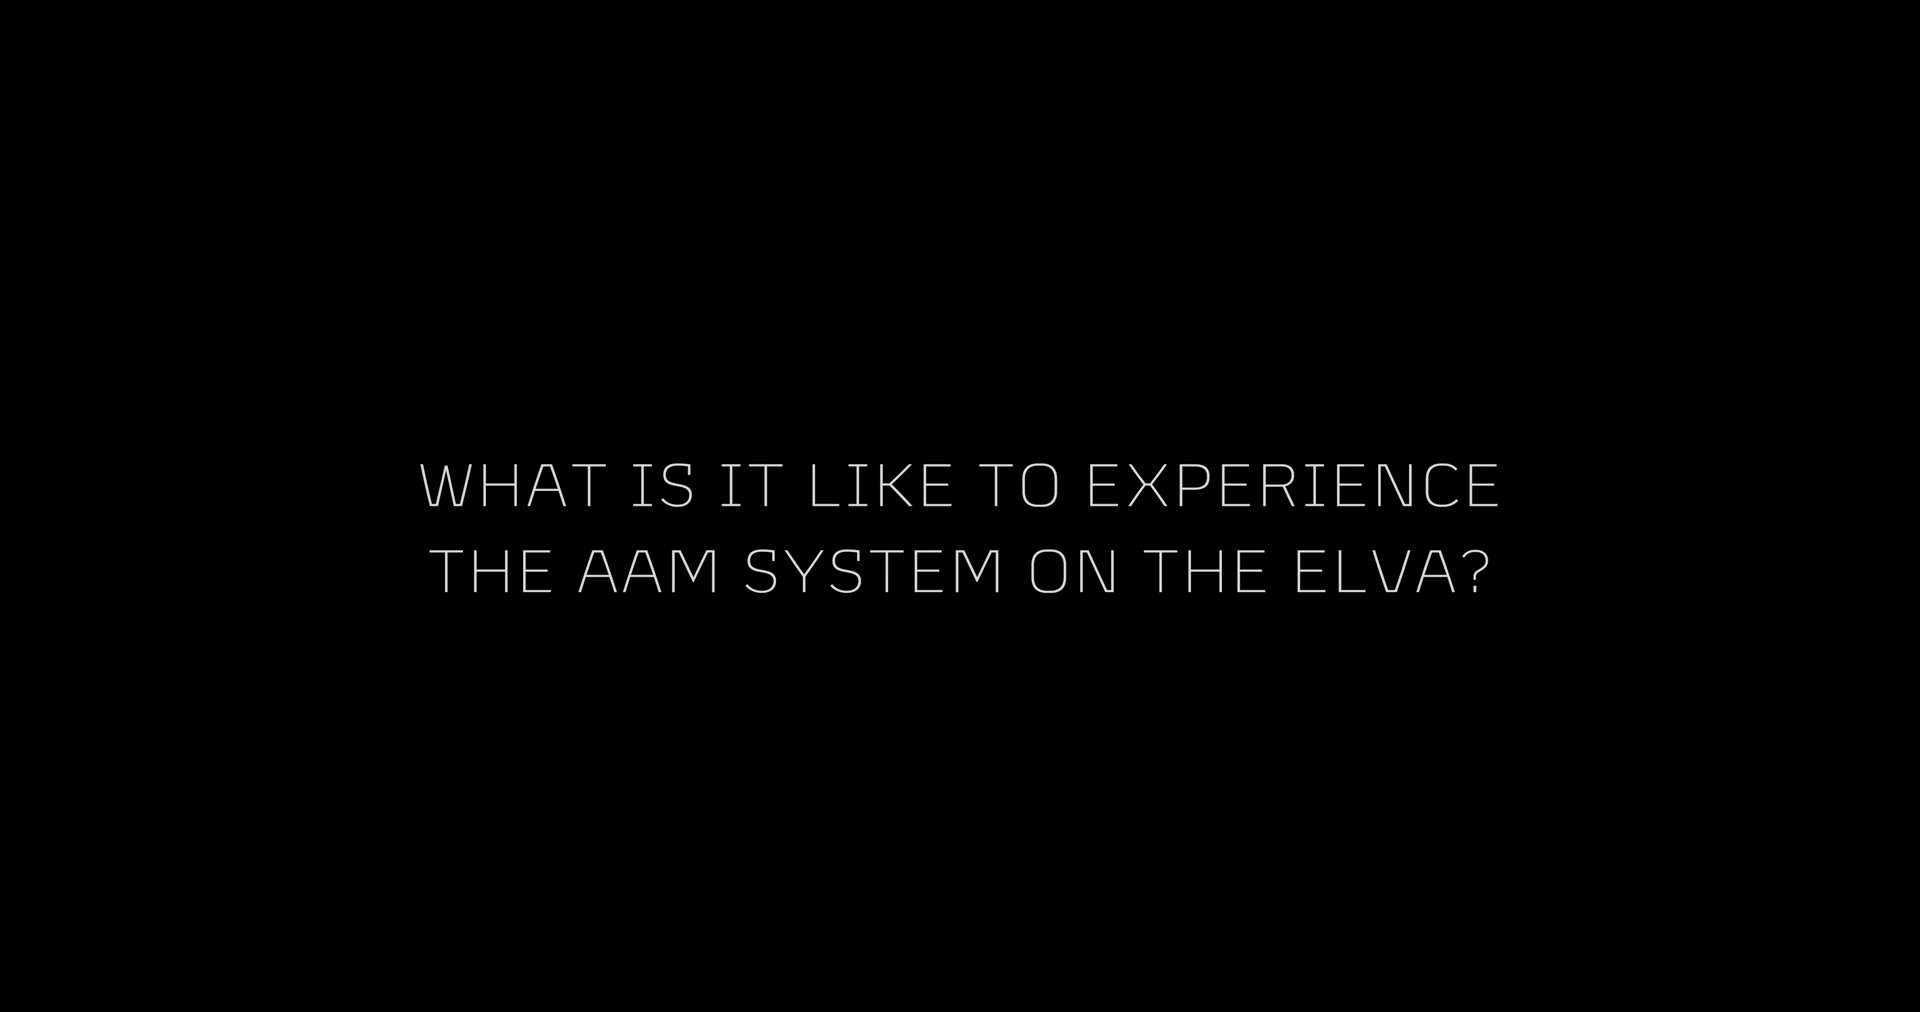 WHAT IS IT LIKE TO EXPERIENCE
THE AAM SYSTEM ON THE ELVA?